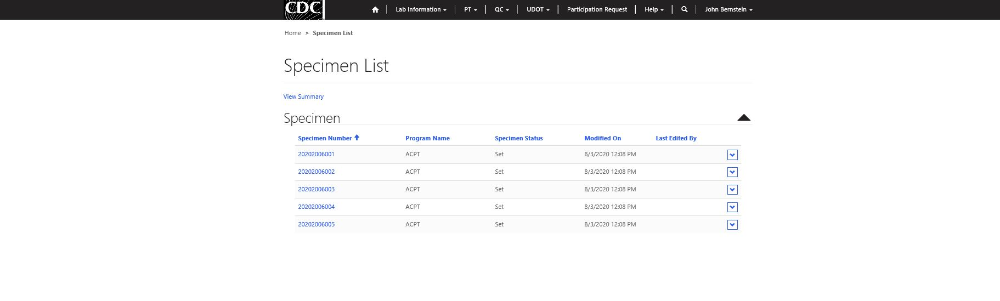 CDC Lab Information PT QC UDOT Participation Request Help John Bernstein
Home > Specimen List
Specimen List
View Summary
Specimen
Specimen Number Program Name Specimen Status Modified On Last Edited By
20202006001 ACPT Set 8/3/2020 12:08 PM
20202006002 ACPT Set 8/3/2020 12:08 PM
20202006003 ACPT Set 8/3/2020 12:08 PM
20202006004 ACPT Set 8/3/2020 12:08 PM
20202006005 ACPT Set 8/3/2020 12:08 PM